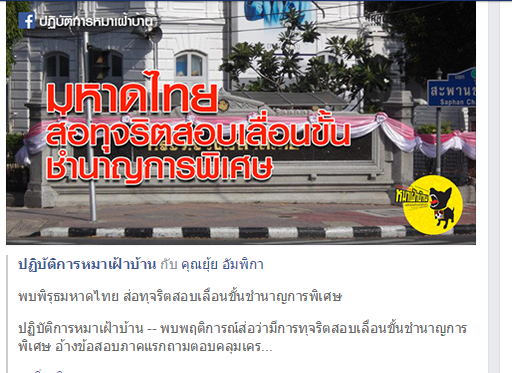 ปฏิบัติการหมาเฝ้าบ้าน
มหาดไทย
ส่อทุจริตสอบเลื่อนขั้น
ชำนาญการพิเศษ
สะพานช
Saphan Ch
หมาเฝ้าบ้าน
ปฏิบัติการหมาเฝ้าบ้าน กับ คุณยุ้ย อัมพิกา
พบพิรุธมหาดไทย ส่อทุจริตสอบเลื่อนขั้นชำนาญการพิเศษ
ปฏิบัติการหมาเฝ้าบ้าน -- พบพฤติการณ์ส่อว่ามีการทุจริตสอบเลื่อนขั้นชำนาญการ
พิเศษ อ้างข้อสอบภาคแรกถามตอบคลุมเคร...